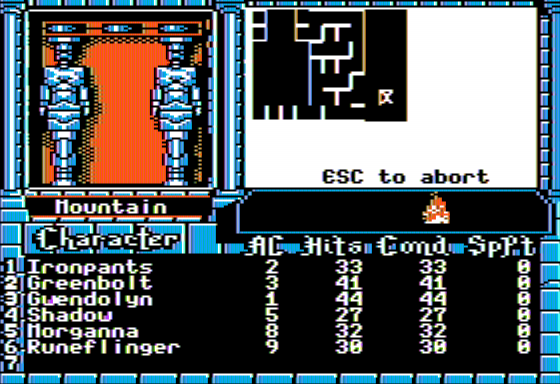 ESC to abort
Mountain
Character AC Hits Cond SpPt
1 Ironpants 2 33 33 0
2 Greenbolt 3 41 41 0
3 Gwendolyn 1 44 44 0
4 Shadow 5 27 27 0
5 Morganna 8 32 32 0
6 Runeflinger 9 30 30 0
7